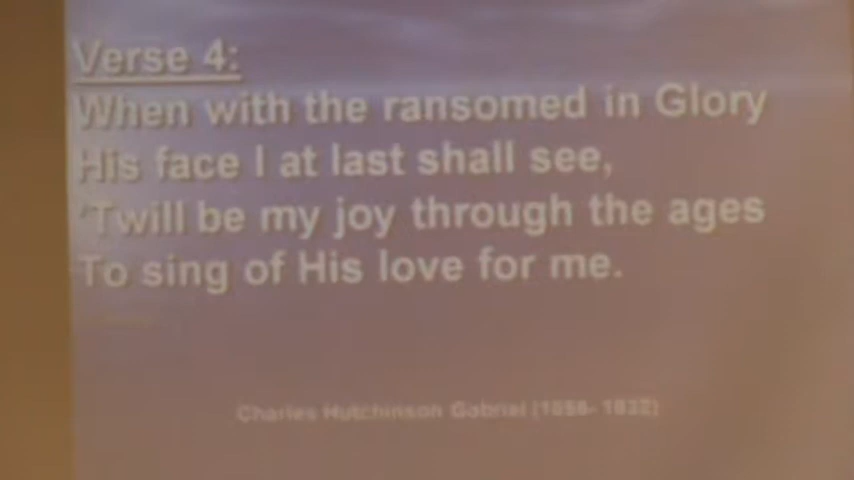 Verse 4:
When with the ransomed in Glory
His face I at last shall see,
'Twill be my joy through the ages
To sing of His love for me.
Charles Hutchinson Gabriel